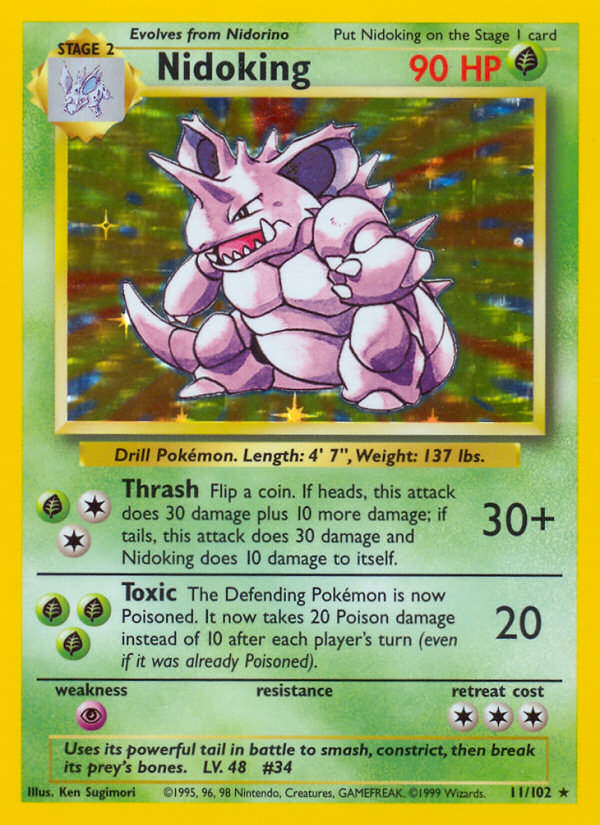 Evolves from Nidorino Put Nidoking on the Stage 1 card
STAGE 2
Nidoking 90 HP
Drill Pokémon. Length: 4' 7", Weight: 137 lbs.
Thrash Flip a coin. If heads, this attack
does 30 damage plus 10 more damage; if
tails, this attack does 30 damage and
Nidoking does 10 damage to itself.
30+
Toxic The Defending Pokémon is now
Poisoned. It now takes 20 Poison damage
instead of 10 after each player's turn (even
if it was already Poisoned).
20
weakness resistance retreat cost
Uses its powerful tail in battle to smash, constrict, then break
its prey's bones. LV. 48 #34
Illus. Ken Sugimori ©1995, 96, 98 Nintendo, Creatures, GAMEFREAK. ©1999 Wizards. 11/102 ★